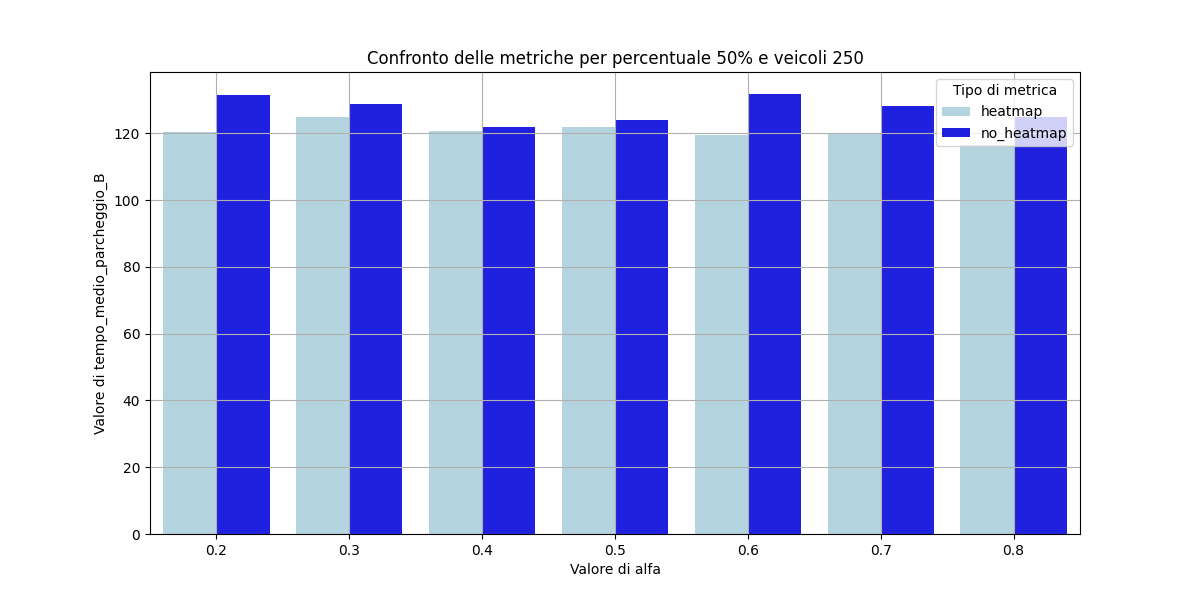 Confronto delle metriche per percentuale 50% e veicoli 250
Tipo di metrica
heatmap
no_heatmap
Valore di tempo_medio_parcheggio_B
120
100
80
60
40
20
0
0.2 0.3 0.4 0.5 0.6 0.7 0.8
Valore di alfa